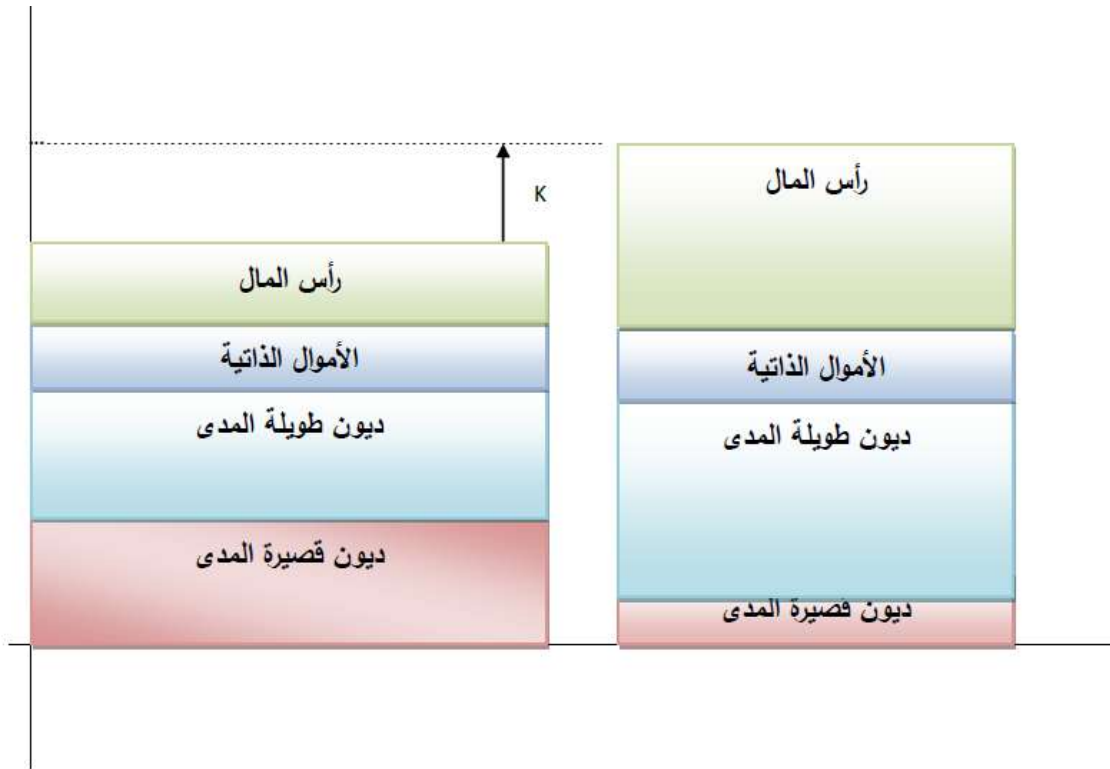 رأس المال
K
رأس المال
الأموال الذاتية
الأموال الذاتية
ديون طويلة المدى
ديون طويلة المدى
ديون قصيرة المدى
ديون قصيرة المدى